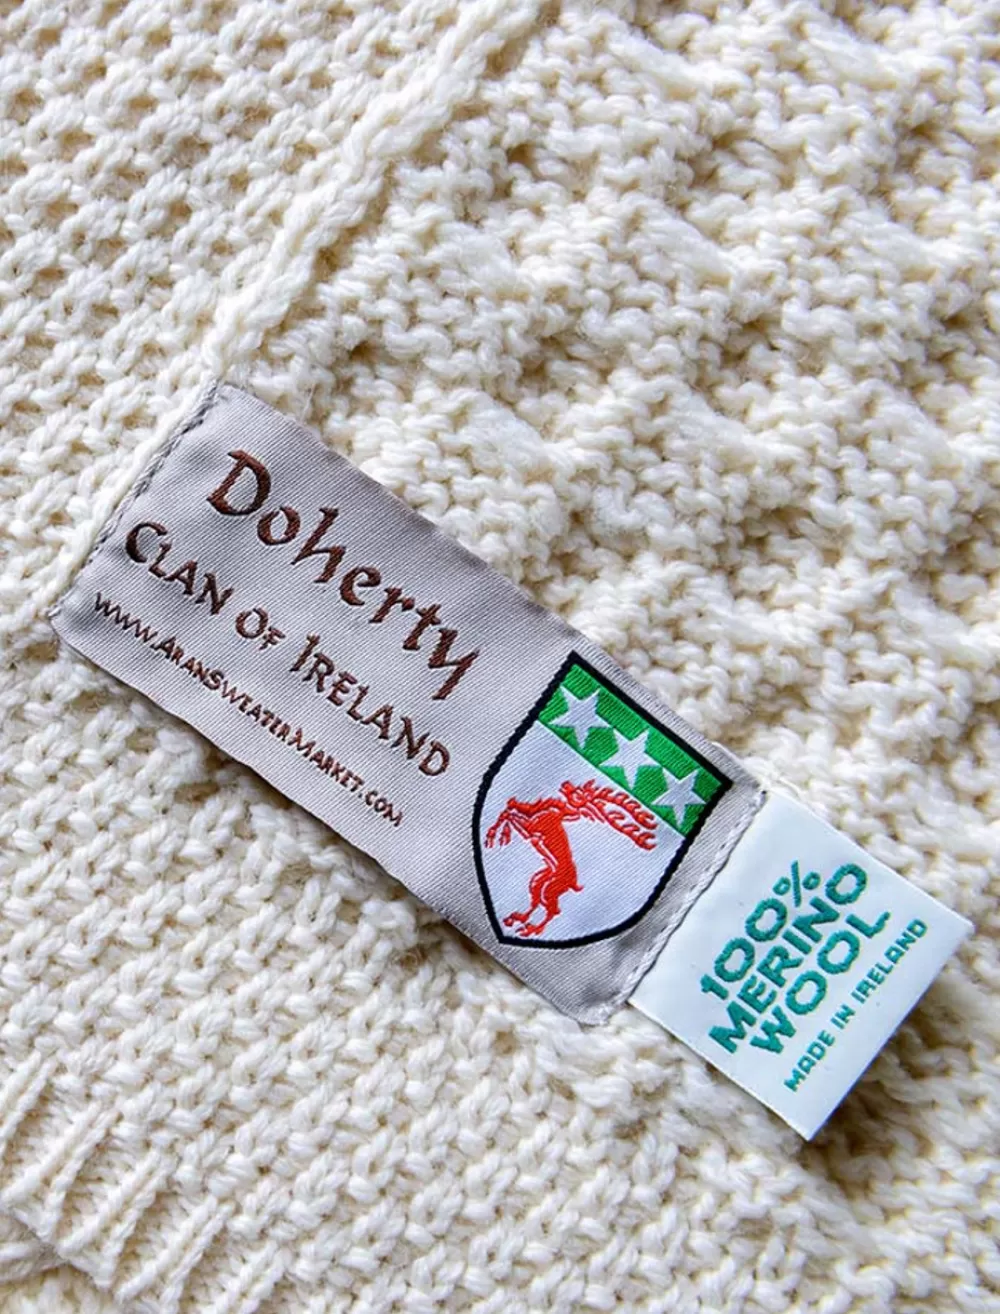 Doherty
Clan of Ireland
www.AranSweaterMarket.com
100%
MERINO
WOOL
MADE IN IRELAND